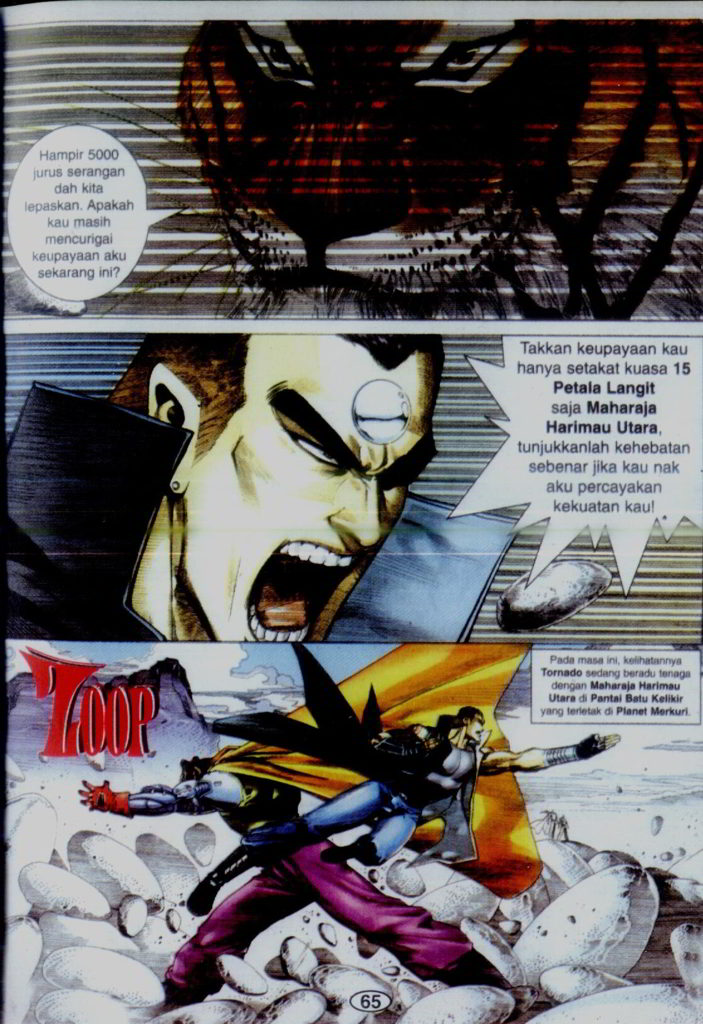 Hampir 5000
jurus serangan
dah kita
lepaskan. Apakah
kau masih
mencurigai
keupayaan aku
sekarang ini?
Takkan keupayaan kau
hanya setakat kuasa 15
Petala Langit
saja Maharaja
Harimau Utara,
tunjukkanlah kehebatan
sebenar jika kau nak
aku percayakan
kekuatan kau!
ZOOP
Pada masa ini, kelihatannya
Tornado sedang beradu tenaga
dengan Maharaja Harimau
Utara di Pantai Batu Kelikir
yang terletak di Planet Merkuri.
65